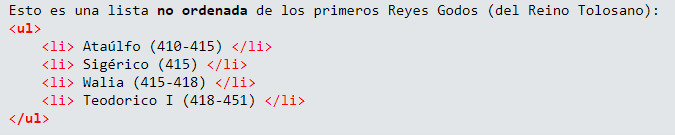 Esto es una lista no ordenada de los primeros Reyes Godos (del Reino Tolosano):
<ul>
<li> Ataúlfo (410-415) </li>
<li> Sigérico (415) </li>
<li> Walia (415-418) </li>
<li> Teodorico I (418-451) </li>
</ul>